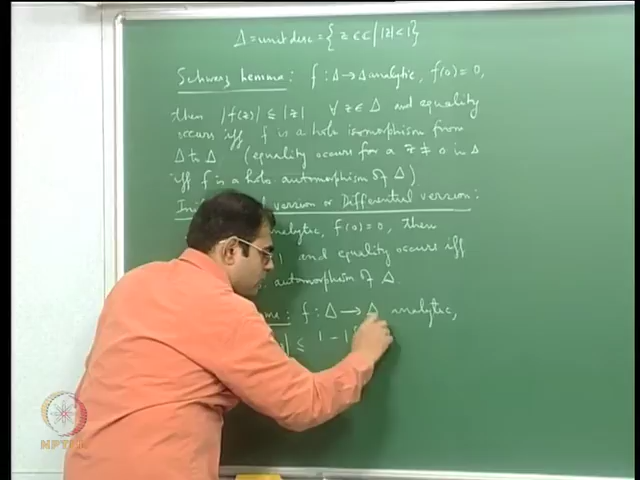 Δ = unit disc = { z ∈ ℂ | |z| < 1 }
Schwarz Lemma : f : Δ → Δ analytic, f(0) = 0,
then |f(z)| ≤ |z| ∀ z ∈ Δ and equality
occurs iff f is a holo isomorphism from
Δ to Δ (equality occurs for a z ≠ 0 in Δ
iff f is a holo. automorphism of Δ)
version or Differential version :
analytic, f(0) = 0, Then
1 and equality occurs iff
automorphism of Δ.
f : Δ → Δ analytic,
≤ 1 - |
NPTEL